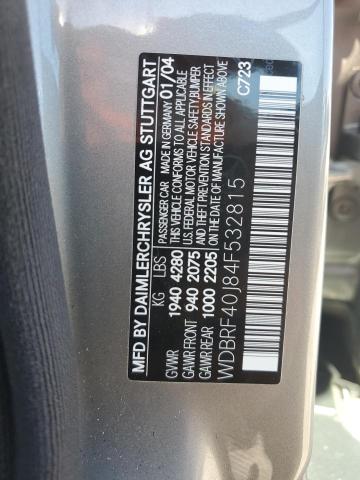 MFD BY DAIMLERCHRYSLER AG STUTTGART
PASSENGER CAR MADE IN GERMANY 01/04
KG LBS
GVWR 1940 4280
GAWR FRONT 940 2075
GAWR REAR 1000 2205
THIS VEHICLE CONFORMS TO ALL APPLICABLE
U.S. FEDERAL MOTOR VEHICLE SAFETY, BUMPER
AND THEFT PREVENTION STANDARDS IN EFFECT
ON THE DATE OF MANUFACTURE SHOWN ABOVE
WDBRF40J84F532815
C723